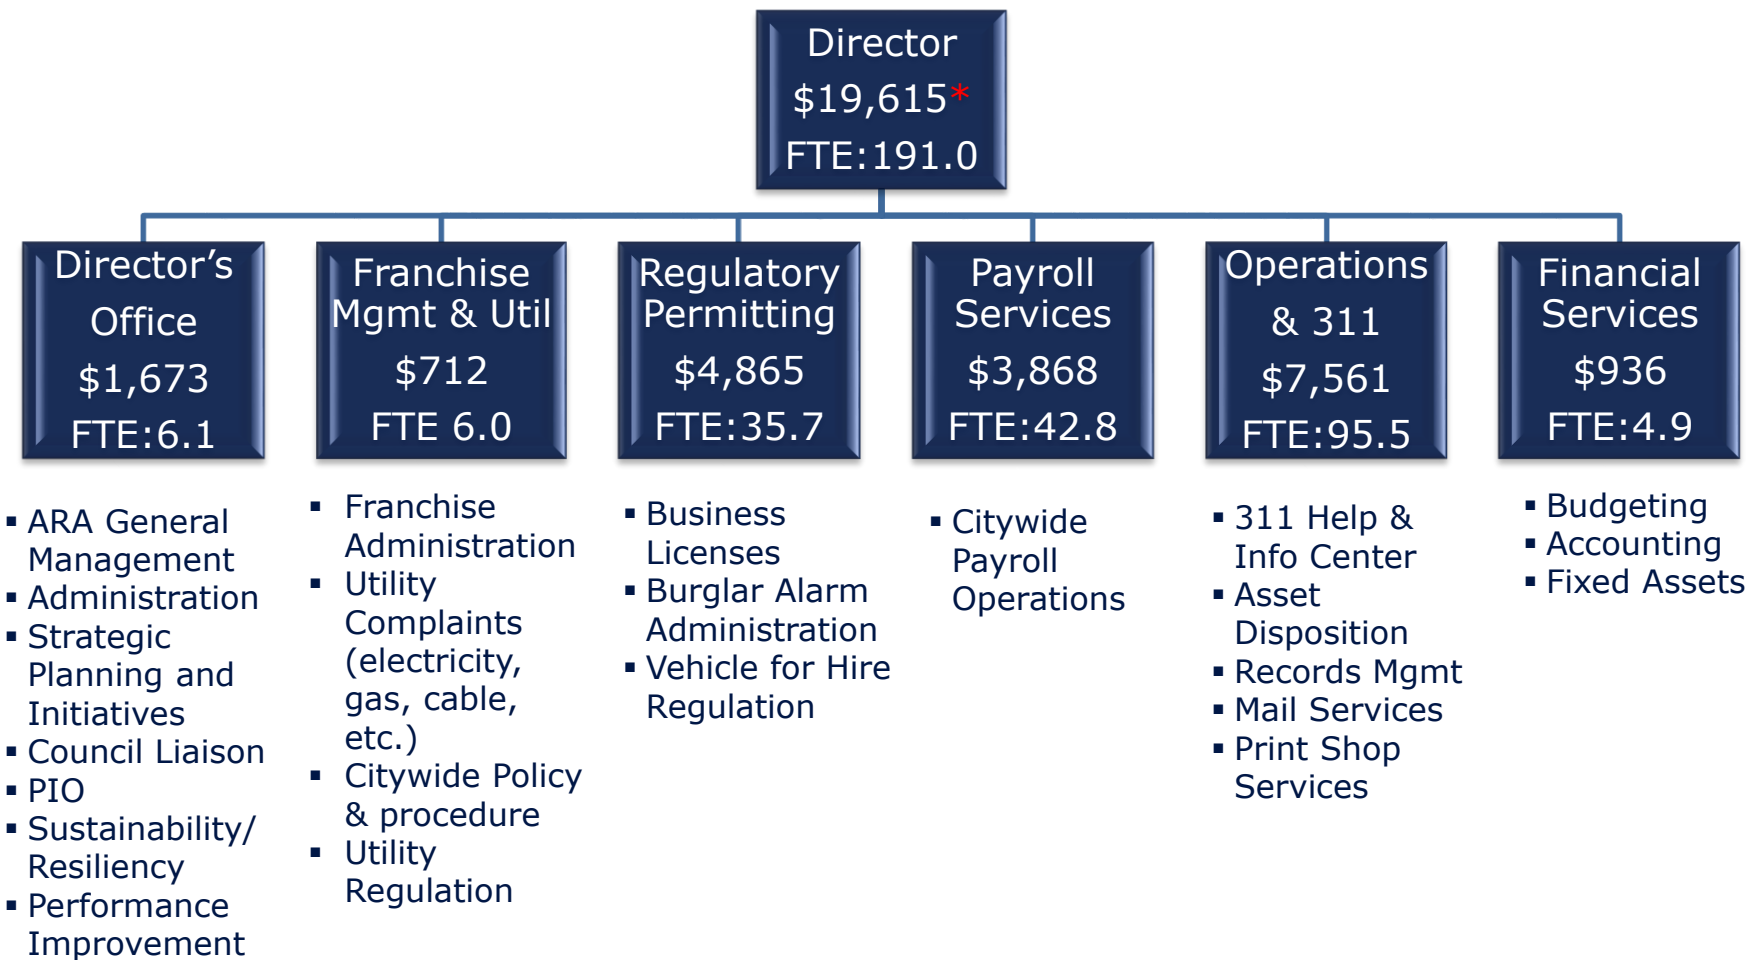 Director
$19,615*
FTE:191.0
Director's
Office
$1,673
FTE:6.1
Franchise
Mgmt & Util
$712
FTE 6.0
Regulatory
Permitting
$4,865
FTE:35.7
Payroll
Services
$3,868
FTE:42.8
Operations
& 311
$7,561
FTE:95.5
Financial
Services
$936
FTE:4.9
▪ ARA General
Management
▪ Administration
▪ Strategic
Planning and
Initiatives
▪ Council Liaison
▪ PIO
▪ Sustainability/
Resiliency
▪ Performance
Improvement
▪ Franchise
Administration
▪ Utility
Complaints
(electricity,
gas, cable,
etc.)
▪ Citywide Policy
& procedure
▪ Utility
Regulation
▪ Business
Licenses
▪ Burglar Alarm
Administration
▪ Vehicle for Hire
Regulation
▪ Citywide
Payroll
Operations
▪ 311 Help &
Info Center
▪ Asset
Disposition
▪ Records Mgmt
▪ Mail Services
▪ Print Shop
Services
▪ Budgeting
▪ Accounting
▪ Fixed Assets